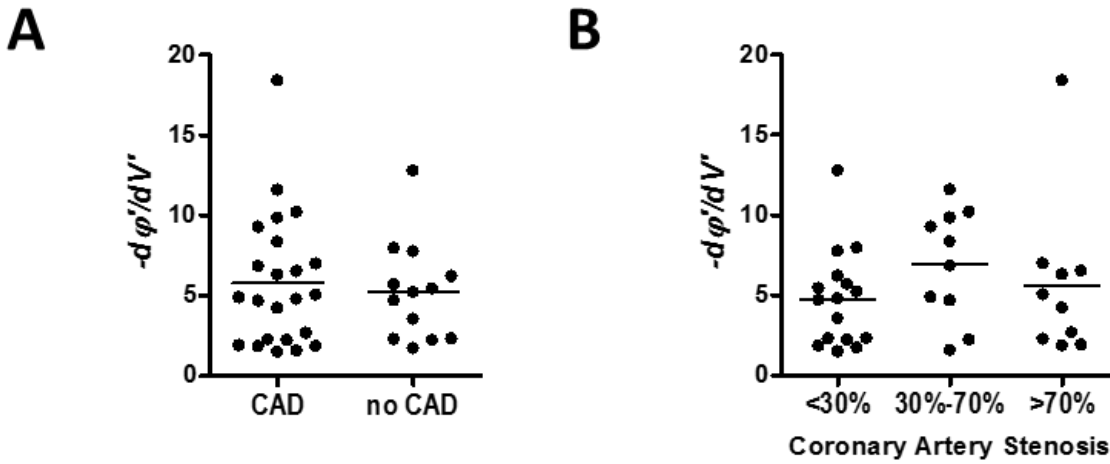 A
-dφ'/dV'
20
15
10
5
0
CAD no CAD
B
-dφ'/dV'
20
15
10
5
0
<30% 30%-70% >70%
Coronary Artery Stenosis